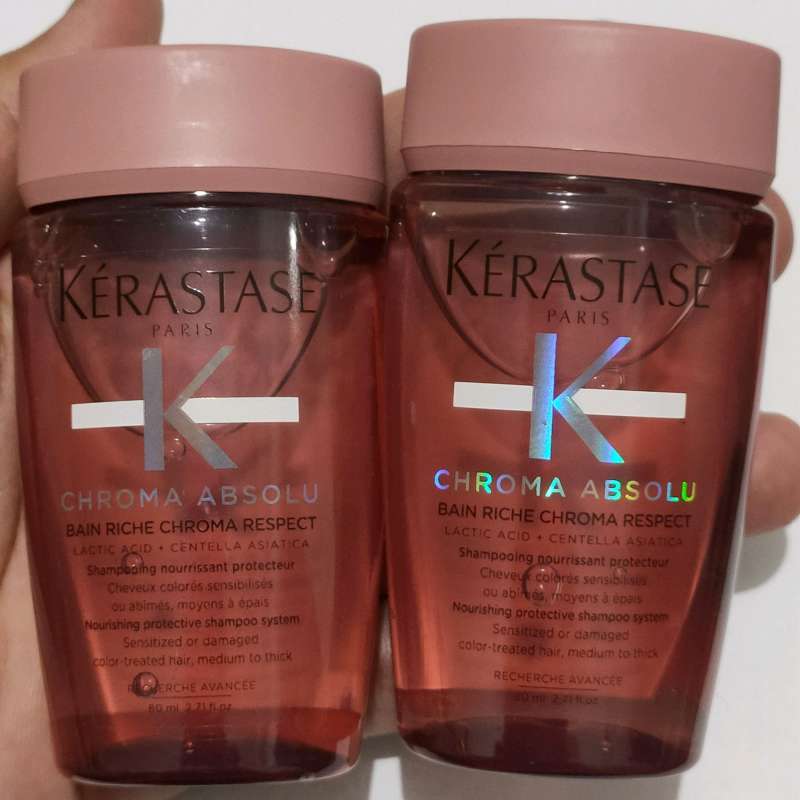 KÉRASTASE
PARIS
K
CHROMA ABSOLU
BAIN RICHE CHROMA RESPECT
LACTIC ACID + CENTELLA ASIATICA
Shampooing nourrissant protecteur
Cheveux colorés sensibilisés
ou abîmés, moyens à épais
Nourishing protective shampoo system
Sensitized or damaged
color-treated hair, medium to thick
RECHERCHE AVANCÉE
80 ml 2.71 fl.oz
KÉRASTASE
PARIS
K
CHROMA ABSOLU
BAIN RICHE CHROMA RESPECT
LACTIC ACID + CENTELLA ASIATICA
Shampooing nourrissant protecteur
Cheveux colorés sensibilisés
ou abîmés, moyens à épais
Nourishing protective shampoo system
Sensitized or damaged
color-treated hair, medium to thick
RECHERCHE AVANCÉE
80 ml 2.71 fl.oz